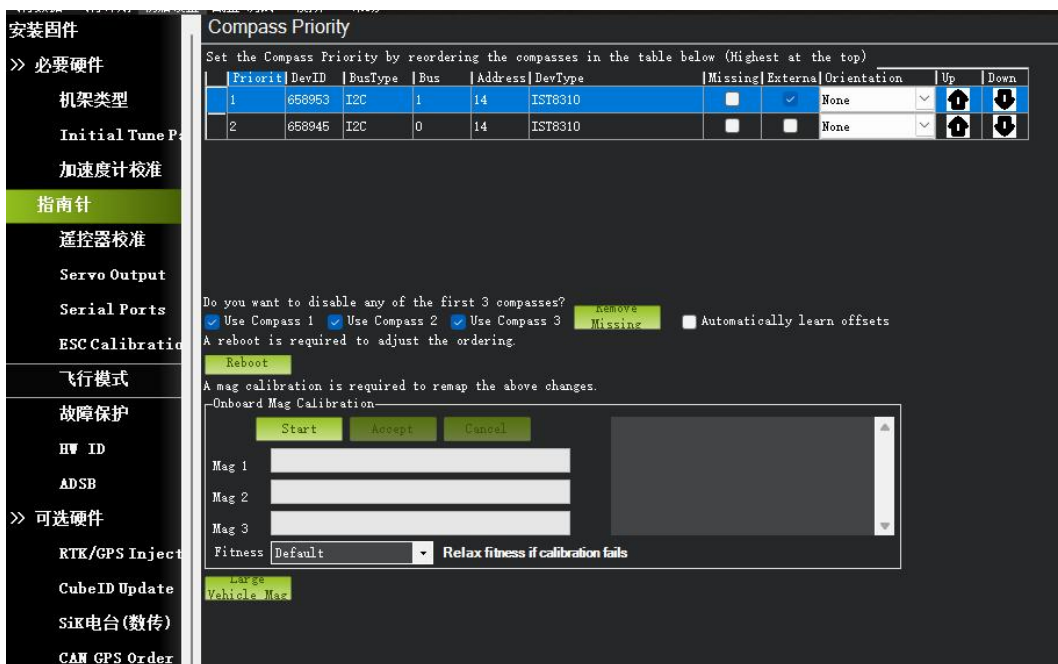 安装固件
>> 必要硬件
机架类型
Initial Tune Pa
加速度计校准
指南针
遥控器校准
Servo Output
Serial Ports
ESC Calibratio
飞行模式
故障保护
HW ID
ADSB
>> 可选硬件
RTK/GPS Inject
CubeID Update
SiK电台(数传)
CAN GPS Order
Compass Priority
Set the Compass Priority by reordering the compasses in the table below (Highest at the top)
Priorit DevID BusType Bus Address DevType Missing Externa Orientation Up Down
1 658953 I2C 1 14 IST8310 None
2 658945 I2C 0 14 IST8310 None
Do you want to disable any of the first 3 compasses?
Use Compass 1 Use Compass 2 Use Compass 3 Remove Missing Automatically learn offsets
A reboot is required to adjust the ordering.
Reboot
A mag calibration is required to remap the above changes.
Onboard Mag Calibration
Start Accept Cancel
Mag 1
Mag 2
Mag 3
Fitness Default Relax fitness if calibration fails
Large
Vehicle Mag